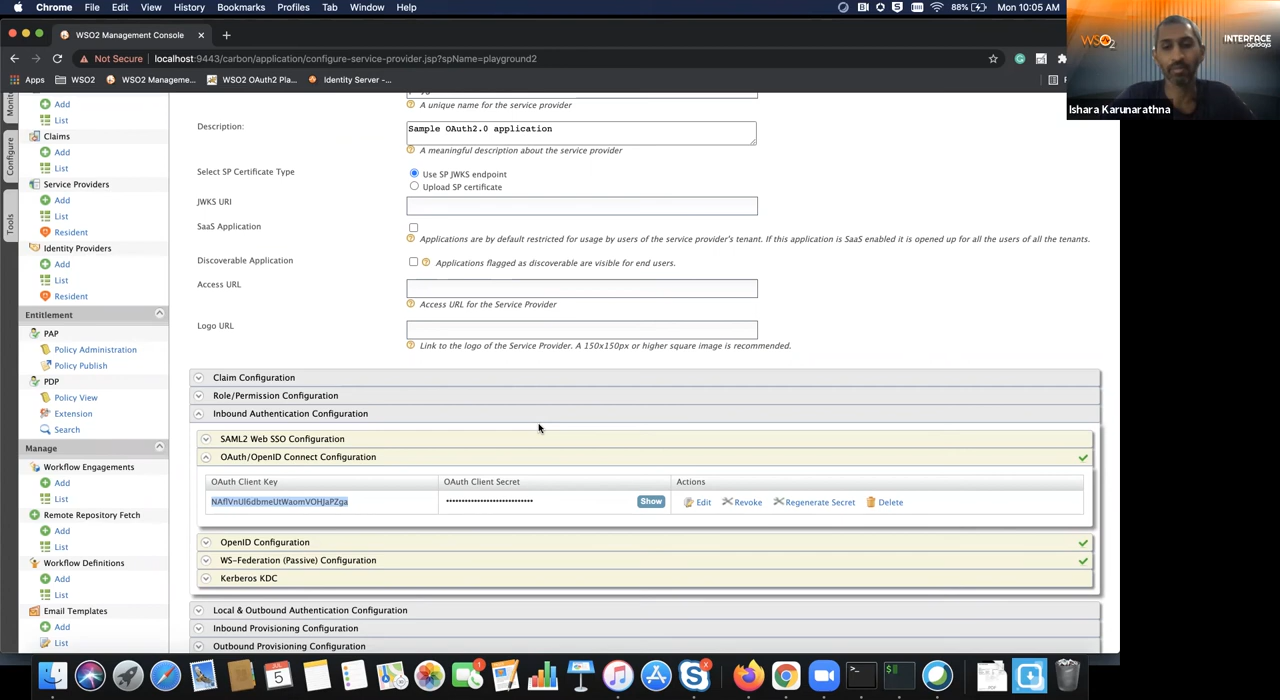 Chrome File Edit View History Bookmarks Profiles Tab Window Help 88% Mon 10:05 AM
WSO2 Management Console
Not Secure localhost:9443/carbon/application/configure-service-provider.jsp?spName=playground2
Apps WSO2 WSO2 Manageme... WSO2 OAuth2 Pla... Identity Server -...
WSO2
INTERFACE
Ishara Karunarathna
Configure
Tools
Add
List
Claims
Add
List
Service Providers
Add
List
Resident
Identity Providers
Add
List
Resident
Entitlement
PAP
Policy Administration
Policy Publish
PDP
Policy View
Extension
Search
Manage
Workflow Engagements
Add
List
Remote Repository Fetch
Add
List
Workflow Definitions
Add
List
Email Templates
Add
List
A unique name for the service provider
Description: Sample OAuth2.0 application
A meaningful description about the service provider
Select SP Certificate Type
Use SP JWKS endpoint
Upload SP certificate
JWKS URI
SaaS Application
Applications are by default restricted for usage by users of the service provider's tenant. If this application is SaaS enabled it is opened up for all the users of all the tenants.
Discoverable Application Applications flagged as discoverable are visible for end users.
Access URL
Access URL for the Service Provider
Logo URL
Link to the logo of the Service Provider. A 150x150px or higher square image is recommended.
Claim Configuration
Role/Permission Configuration
Inbound Authentication Configuration
SAML2 Web SSO Configuration
OAuth/OpenID Connect Configuration
OAuth Client Key OAuth Client Secret Actions
Show Edit Revoke Regenerate Secret Delete
OpenID Configuration
WS-Federation (Passive) Configuration
Kerberos KDC
Local & Outbound Authentication Configuration
Inbound Provisioning Configuration
Outbound Provisioning Configuration
JUL
5